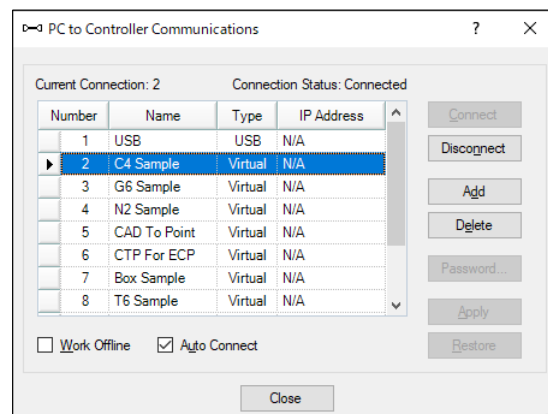 PC to Controller Communications ?
Current Connection: 2 Connection Status: Connected
Number Name Type IP Address Connect
1 USB USB N/A Disconnect
2 C4 Sample Virtual N/A
3 G6 Sample Virtual N/A Add
4 N2 Sample Virtual N/A
5 CAD To Point Virtual N/A Delete
6 CTP For ECP Virtual N/A
7 Box Sample Virtual N/A Password...
8 T6 Sample Virtual N/A Apply
Work Offline Auto Connect Restore
Close